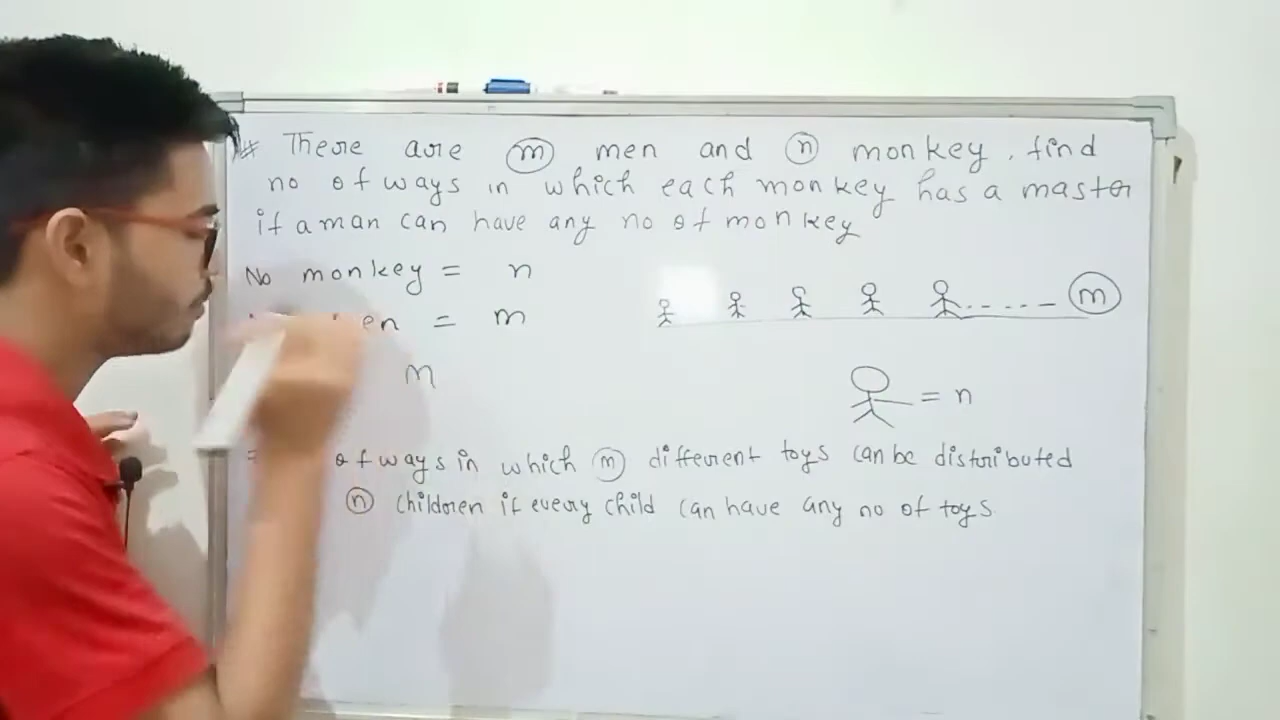 # There are m men and n monkey. find
no of ways in which each monkey has a master
if a man can have any no of monkey
No monkey = n
= m
m
m
= n
of ways in which m different toys can be distributed
n children if every child can have any no of toys